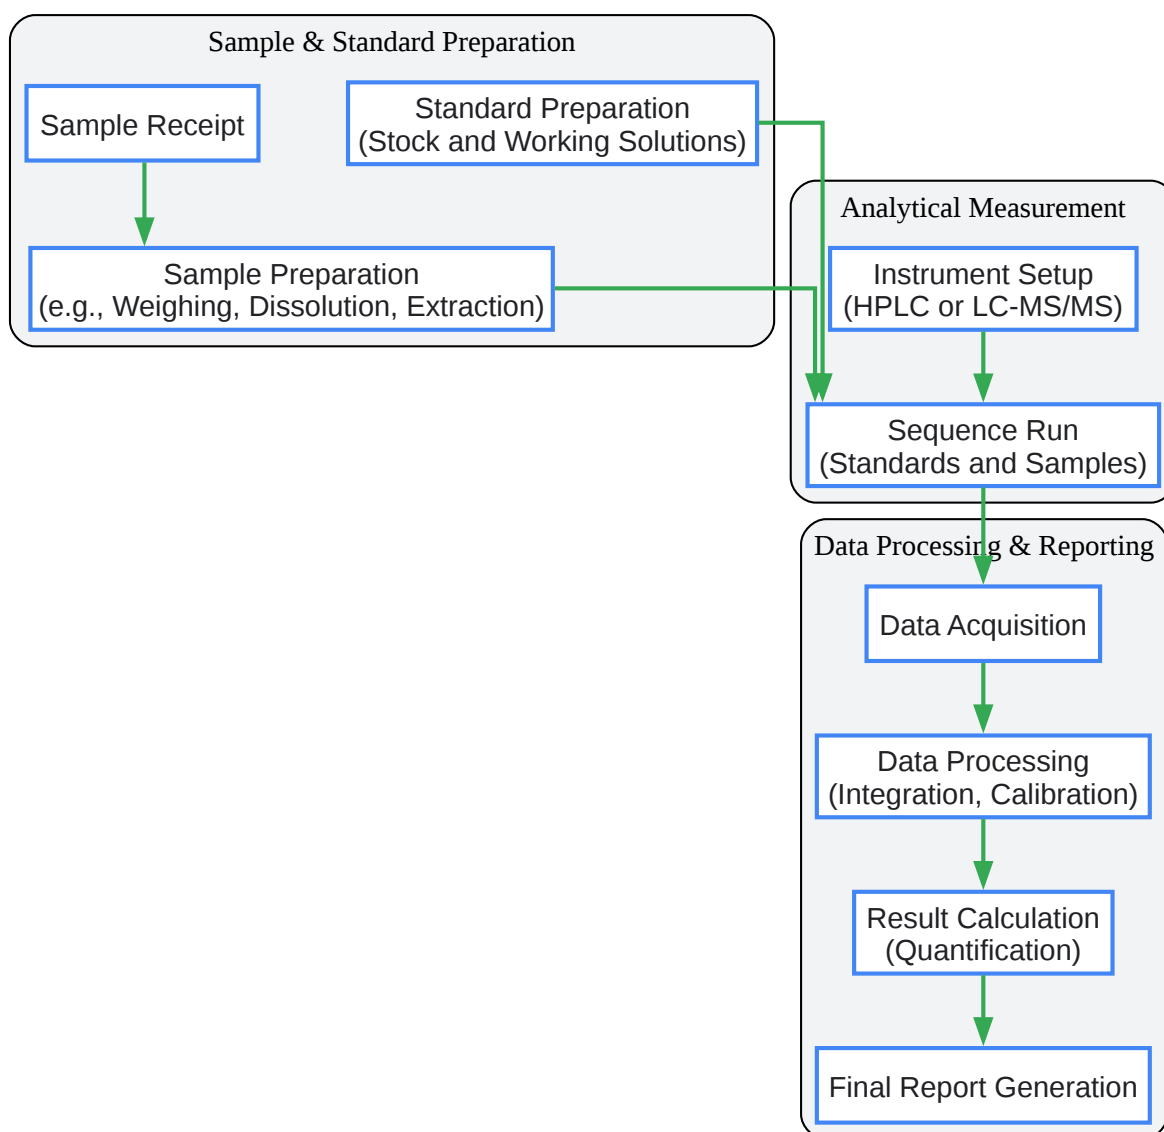 Sample & Standard Preparation
Sample Receipt
Standard Preparation
(Stock and Working Solutions)
Sample Preparation
(e.g., Weighing, Dissolution, Extraction)
Analytical Measurement
Instrument Setup
(HPLC or LC-MS/MS)
Sequence Run
(Standards and Samples)
Data Processing & Reporting
Data Acquisition
Data Processing
(Integration, Calibration)
Result Calculation
(Quantification)
Final Report Generation